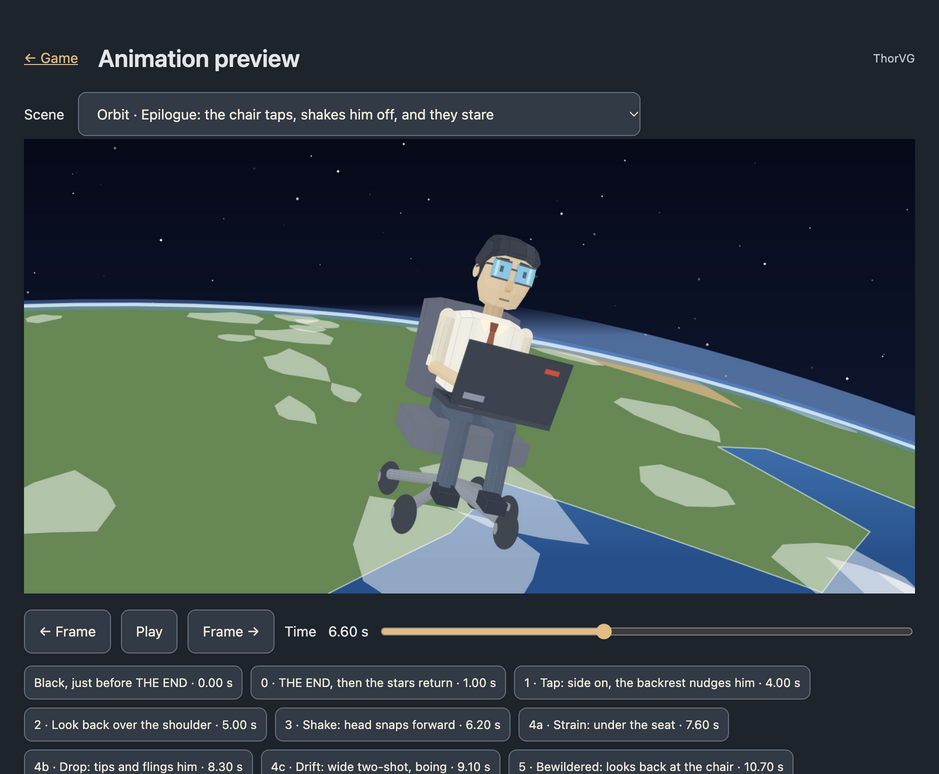 ← Game
Animation preview
ThorVG
Scene
Orbit · Epilogue: the chair taps, shakes him off, and they stare
← Frame
Play
Frame →
Time
6.60 s
Black, just before THE END · 0.00 s
0 · THE END, then the stars return · 1.00 s
1 · Tap: side on, the backrest nudges him · 4.00 s
2 · Look back over the shoulder · 5.00 s
3 · Shake: head snaps forward · 6.20 s
4a · Strain: under the seat · 7.60 s
4b · Drop: tips and flings him · 8.30 s
4c · Drift: wide two-shot, boing · 9.10 s
5 · Bewildered: looks back at the chair · 10.70 s